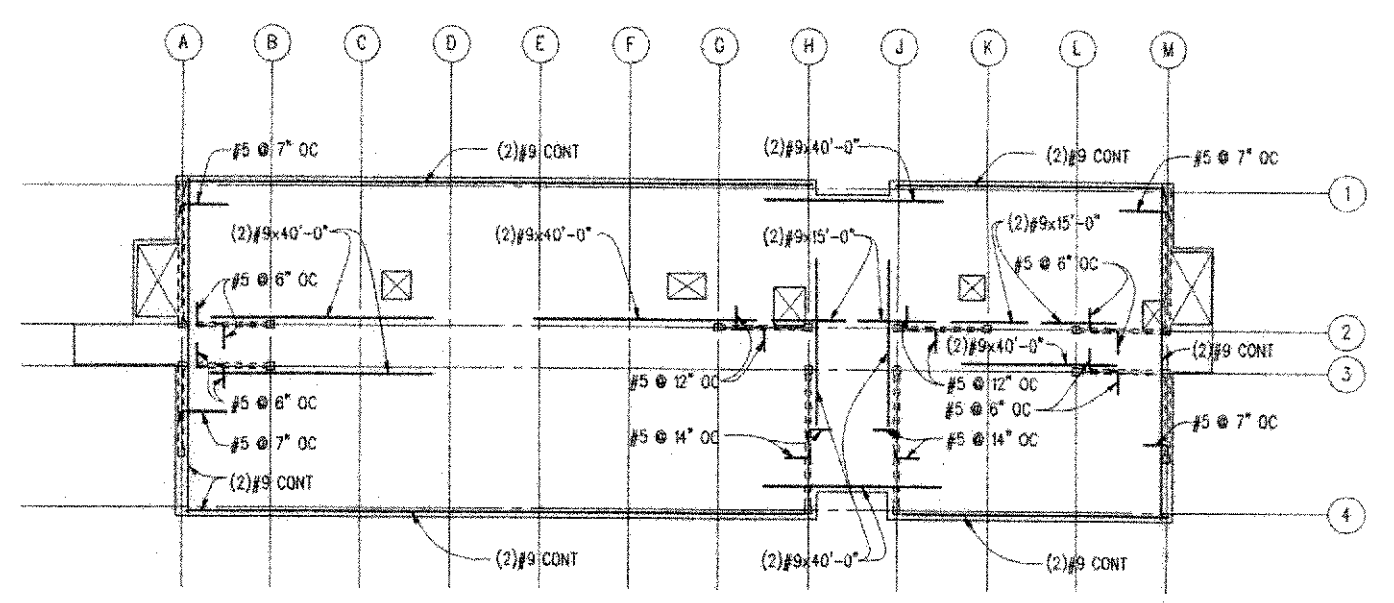 A B C D E F G H J K L M
#5 @ 7" OC
(2)#9 CONT
(2)#9x40'-0"
(2)#9 CONT
#5 @ 7" OC
1
(2)#9x40'-0"
(2)#9x40'-0"
(2)#9x15'-0"
(2)#9x15'-0"
#5 @ 6" OC
#5 @ 6" OC
2
(2)#9x40'-0"
(2)#9 CONT
3
#5 @ 6" OC
#5 @ 12" OC
#5 @ 12" OC
#5 @ 6" OC
#5 @ 7" OC
#5 @ 14" OC
#5 @ 14" OC
#5 @ 7" OC
(2)#9 CONT
4
(2)#9 CONT
(2)#9x40'-0"
(2)#9 CONT